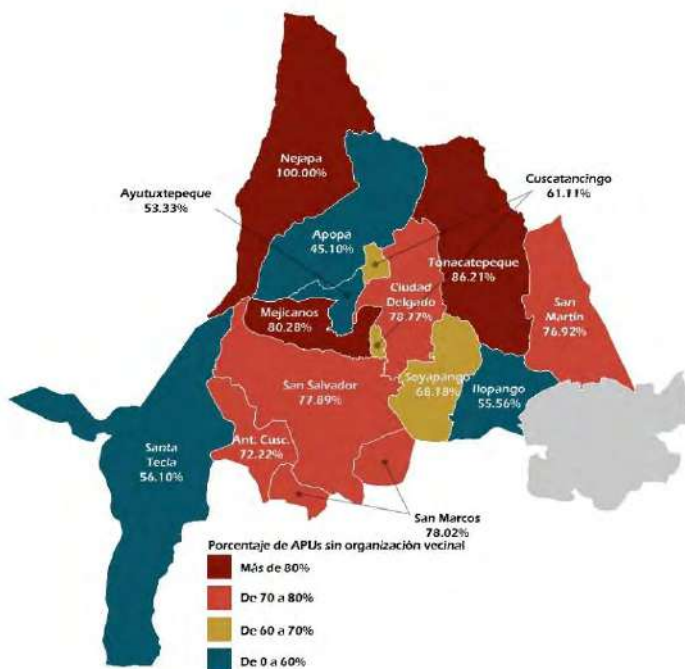 Nejapa
100.00%
Ayutuxtepeque
53.33%
Cuscatancingo
61.11%
Apopa
45.10%
Tonacatepeque
86.21%
Ciudad
Delgado
78.77%
Mejicanos
80.28%
San
Martín
76.92%
San Salvador
77.89%
Soyapango
68.18%
Ilopango
55.56%
Santa
Tecla
56.10%
Ant. Cusc.
72.22%
San Marcos
78.02%
Porcentaje de APUs sin organización vecinal
Más de 80%
De 70 a 80%
De 60 a 70%
De 0 a 60%